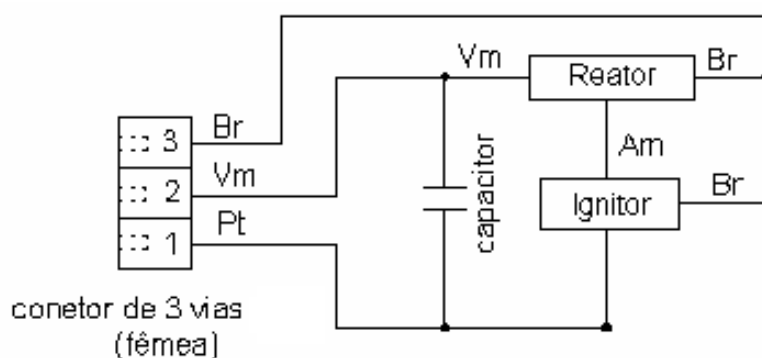 Vm
Reator
Br
3
Br
Am
2
Vm
capacitor
Ignitor
Br
1
Pt
conetor de 3 vias
(fêmea)